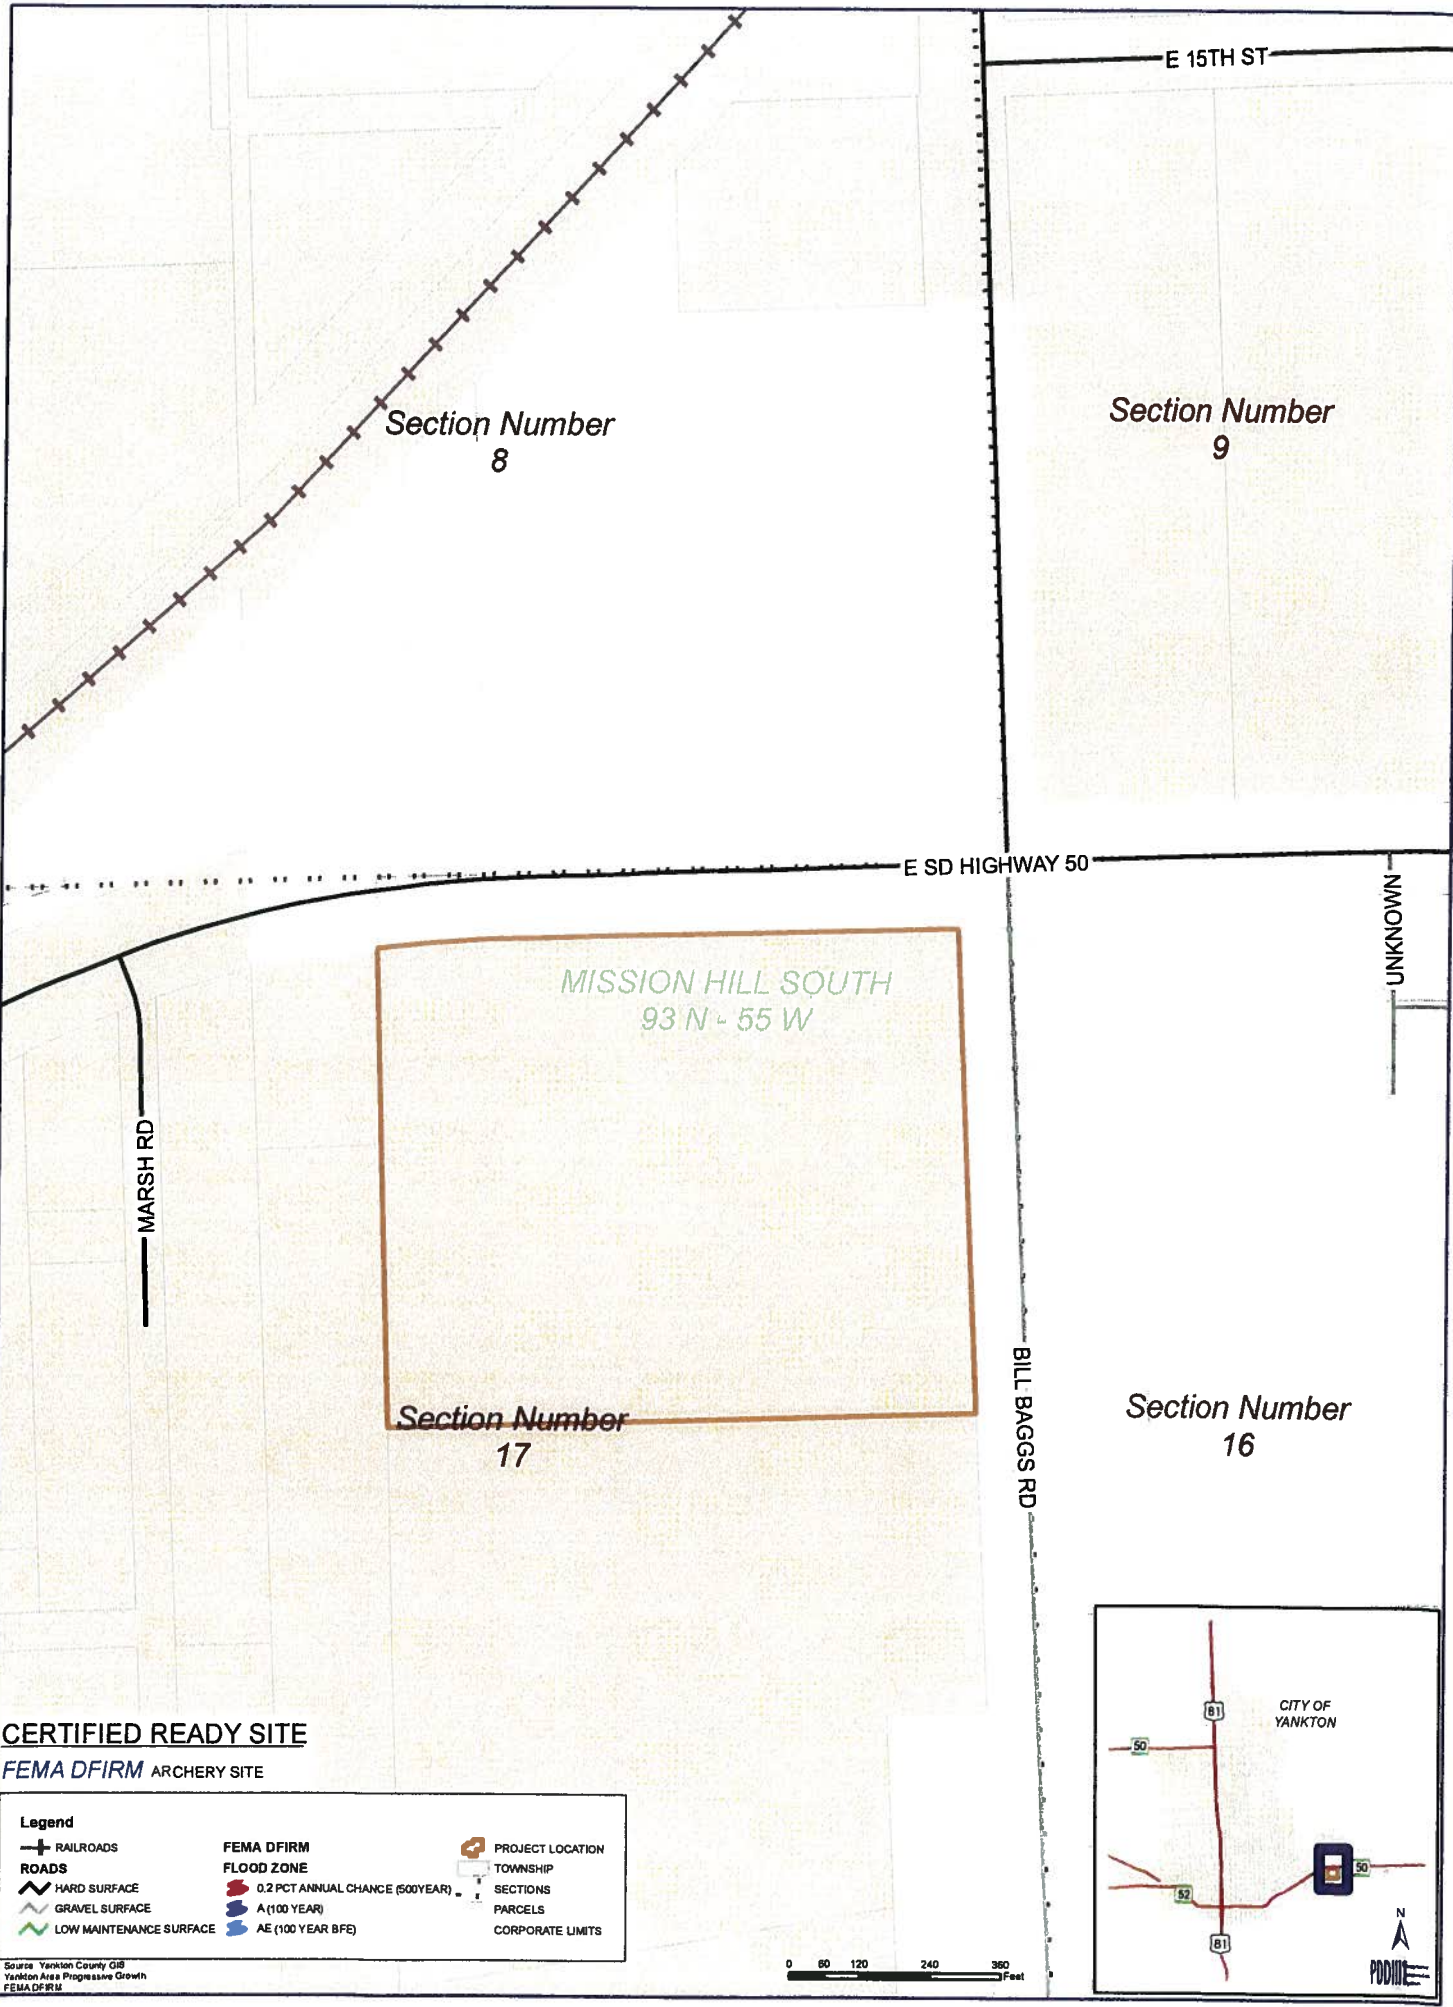 E 15TH ST
Section Number
8
Section Number
9
E SD HIGHWAY 50
UNKNOWN
MISSION HILL SOUTH
93 N - 55 W
MARSH RD
BILL BAGGS RD
Section Number
17
Section Number
16
CERTIFIED READY SITE
FEMA DFIRM ARCHERY SITE
Legend
RAILROADS
ROADS
HARD SURFACE
GRAVEL SURFACE
LOW MAINTENANCE SURFACE
FEMA DFIRM
FLOOD ZONE
0.2 PCT ANNUAL CHANCE (500YEAR)
A (100 YEAR)
AE (100 YEAR BFE)
PROJECT LOCATION
TOWNSHIP
SECTIONS
PARCELS
CORPORATE LIMITS
Source Yankton County GIS
Yankton Area Progressive Growth
FEMA DFIRM
0 60 120 240 360
Feet
81
CITY OF
YANKTON
50
50
52
81
N